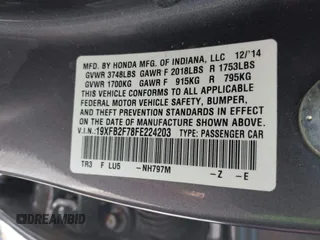 MFD. BY HONDA MFG. OF INDIANA, LLC 12/'14
GVWR 3748LBS GAWR F 2018LBS R 1753LBS
GVWR 1700KG GAWR F 915KG R 795KG
THIS VEHICLE CONFORMS TO ALL APPLICABLE
FEDERAL MOTOR VEHICLE SAFETY, BUMPER,
AND THEFT PREVENTION STANDARDS IN EFFECT
ON THE DATE OF MANUFACTURE SHOWN ABOVE.
V.I.N.:19XFB2F78FE224203 TYPE:PASSENGER CAR
TR3 F LU5 -NH797M -Z -E
DREAMBID